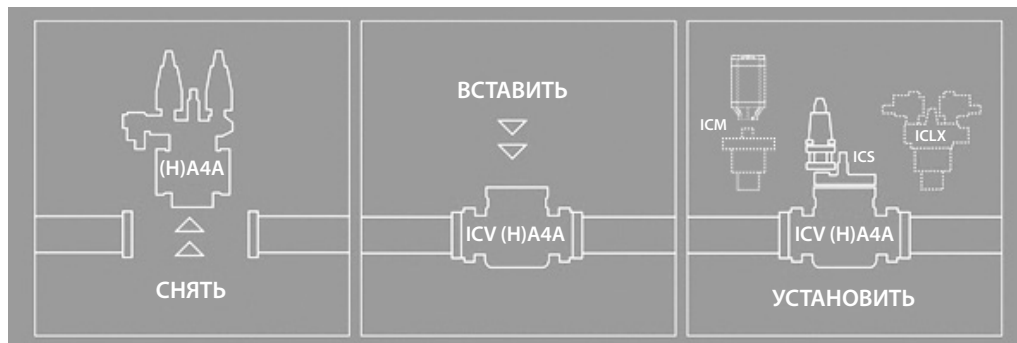 (H)A4A
СНЯТЬ
ВСТАВИТЬ
ICV (H)A4A
ICM
ICS
ICLX
ICV (H)A4A
УСТАНОВИТЬ